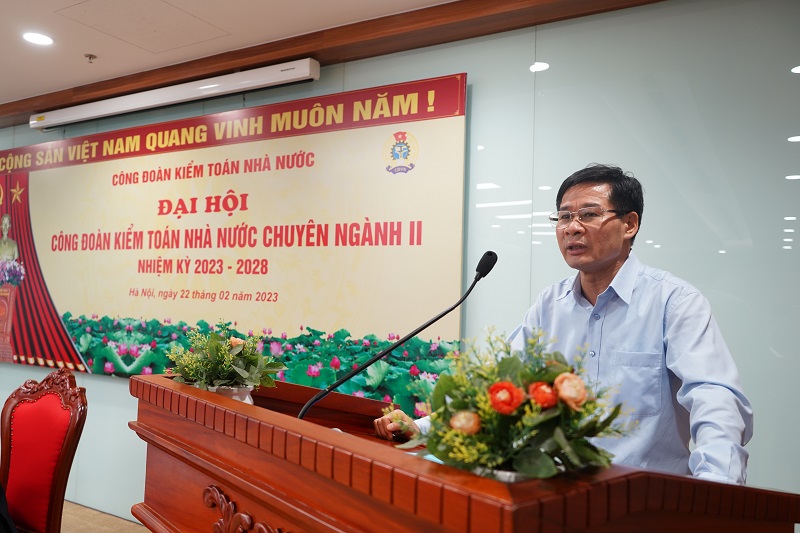 CỘNG SẢN VIỆT NAM QUANG VINH MUÔN NĂM !
CÔNG ĐOÀN KIỂM TOÁN NHÀ NƯỚC
ĐẠI HỘI
CÔNG ĐOÀN KIỂM TOÁN NHÀ NƯỚC CHUYÊN NGÀNH II
NHIỆM KỲ 2023 - 2028
Hà Nội, ngày 22 tháng 02 năm 2023